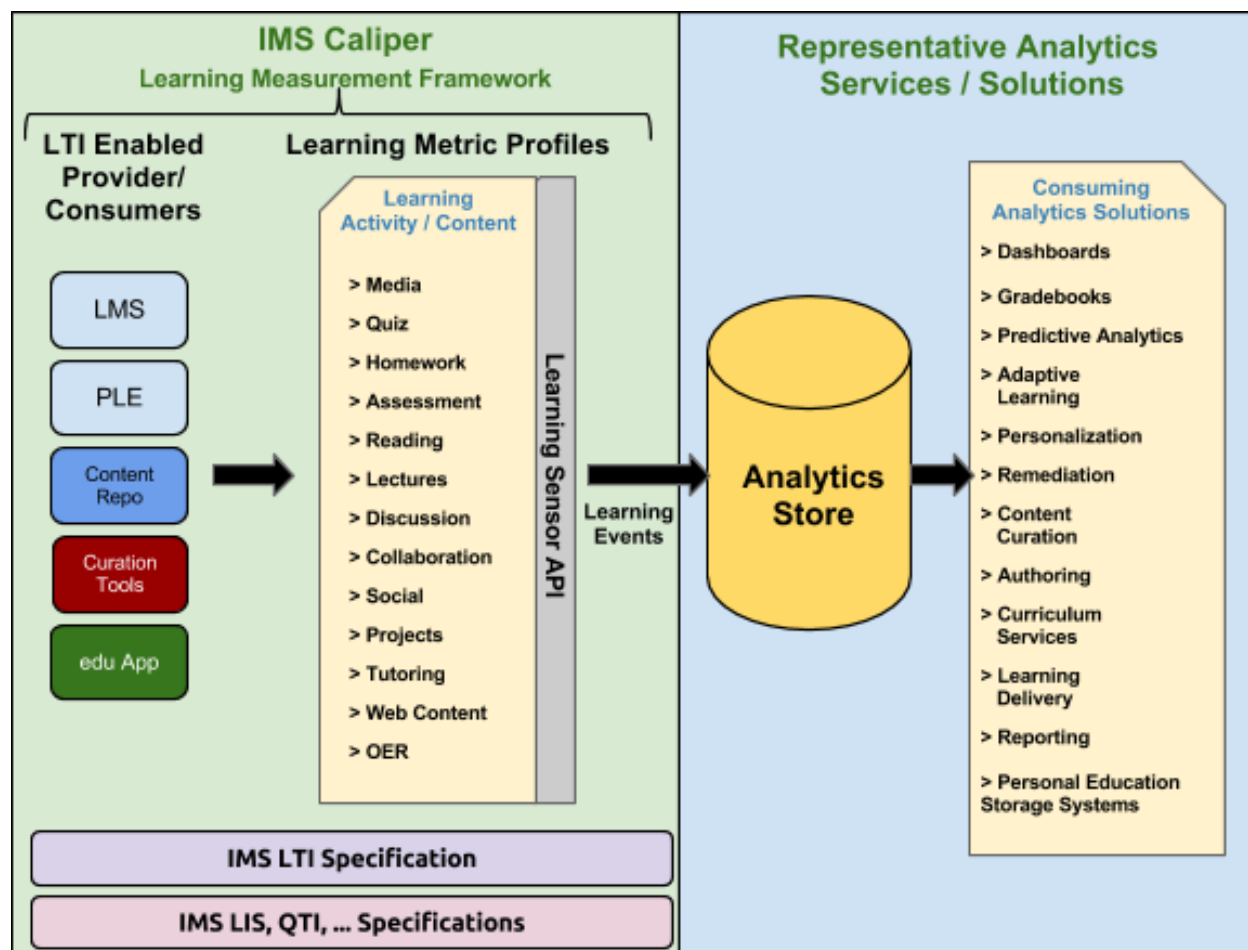 IMS Caliper
Learning Measurement Framework
LTI Enabled
Provider/
Consumers
LMS
PLE
Content
Repo
Curation
Tools
edu App
Learning Metric Profiles
Learning
Activity / Content
> Media
> Quiz
> Homework
> Assessment
> Reading
> Lectures
> Discussion
> Collaboration
> Social
> Projects
> Tutoring
> Web Content
> OER
Learning Sensor API
Learning
Events
IMS LTI Specification
IMS LIS, QTI, ... Specifications
Representative Analytics
Services / Solutions
Analytics
Store
Consuming
Analytics Solutions
> Dashboards
> Gradebooks
> Predictive Analytics
> Adaptive
Learning
> Personalization
> Remediation
> Content
Curation
> Authoring
> Curriculum
Services
> Learning
Delivery
> Reporting
> Personal Education
Storage Systems